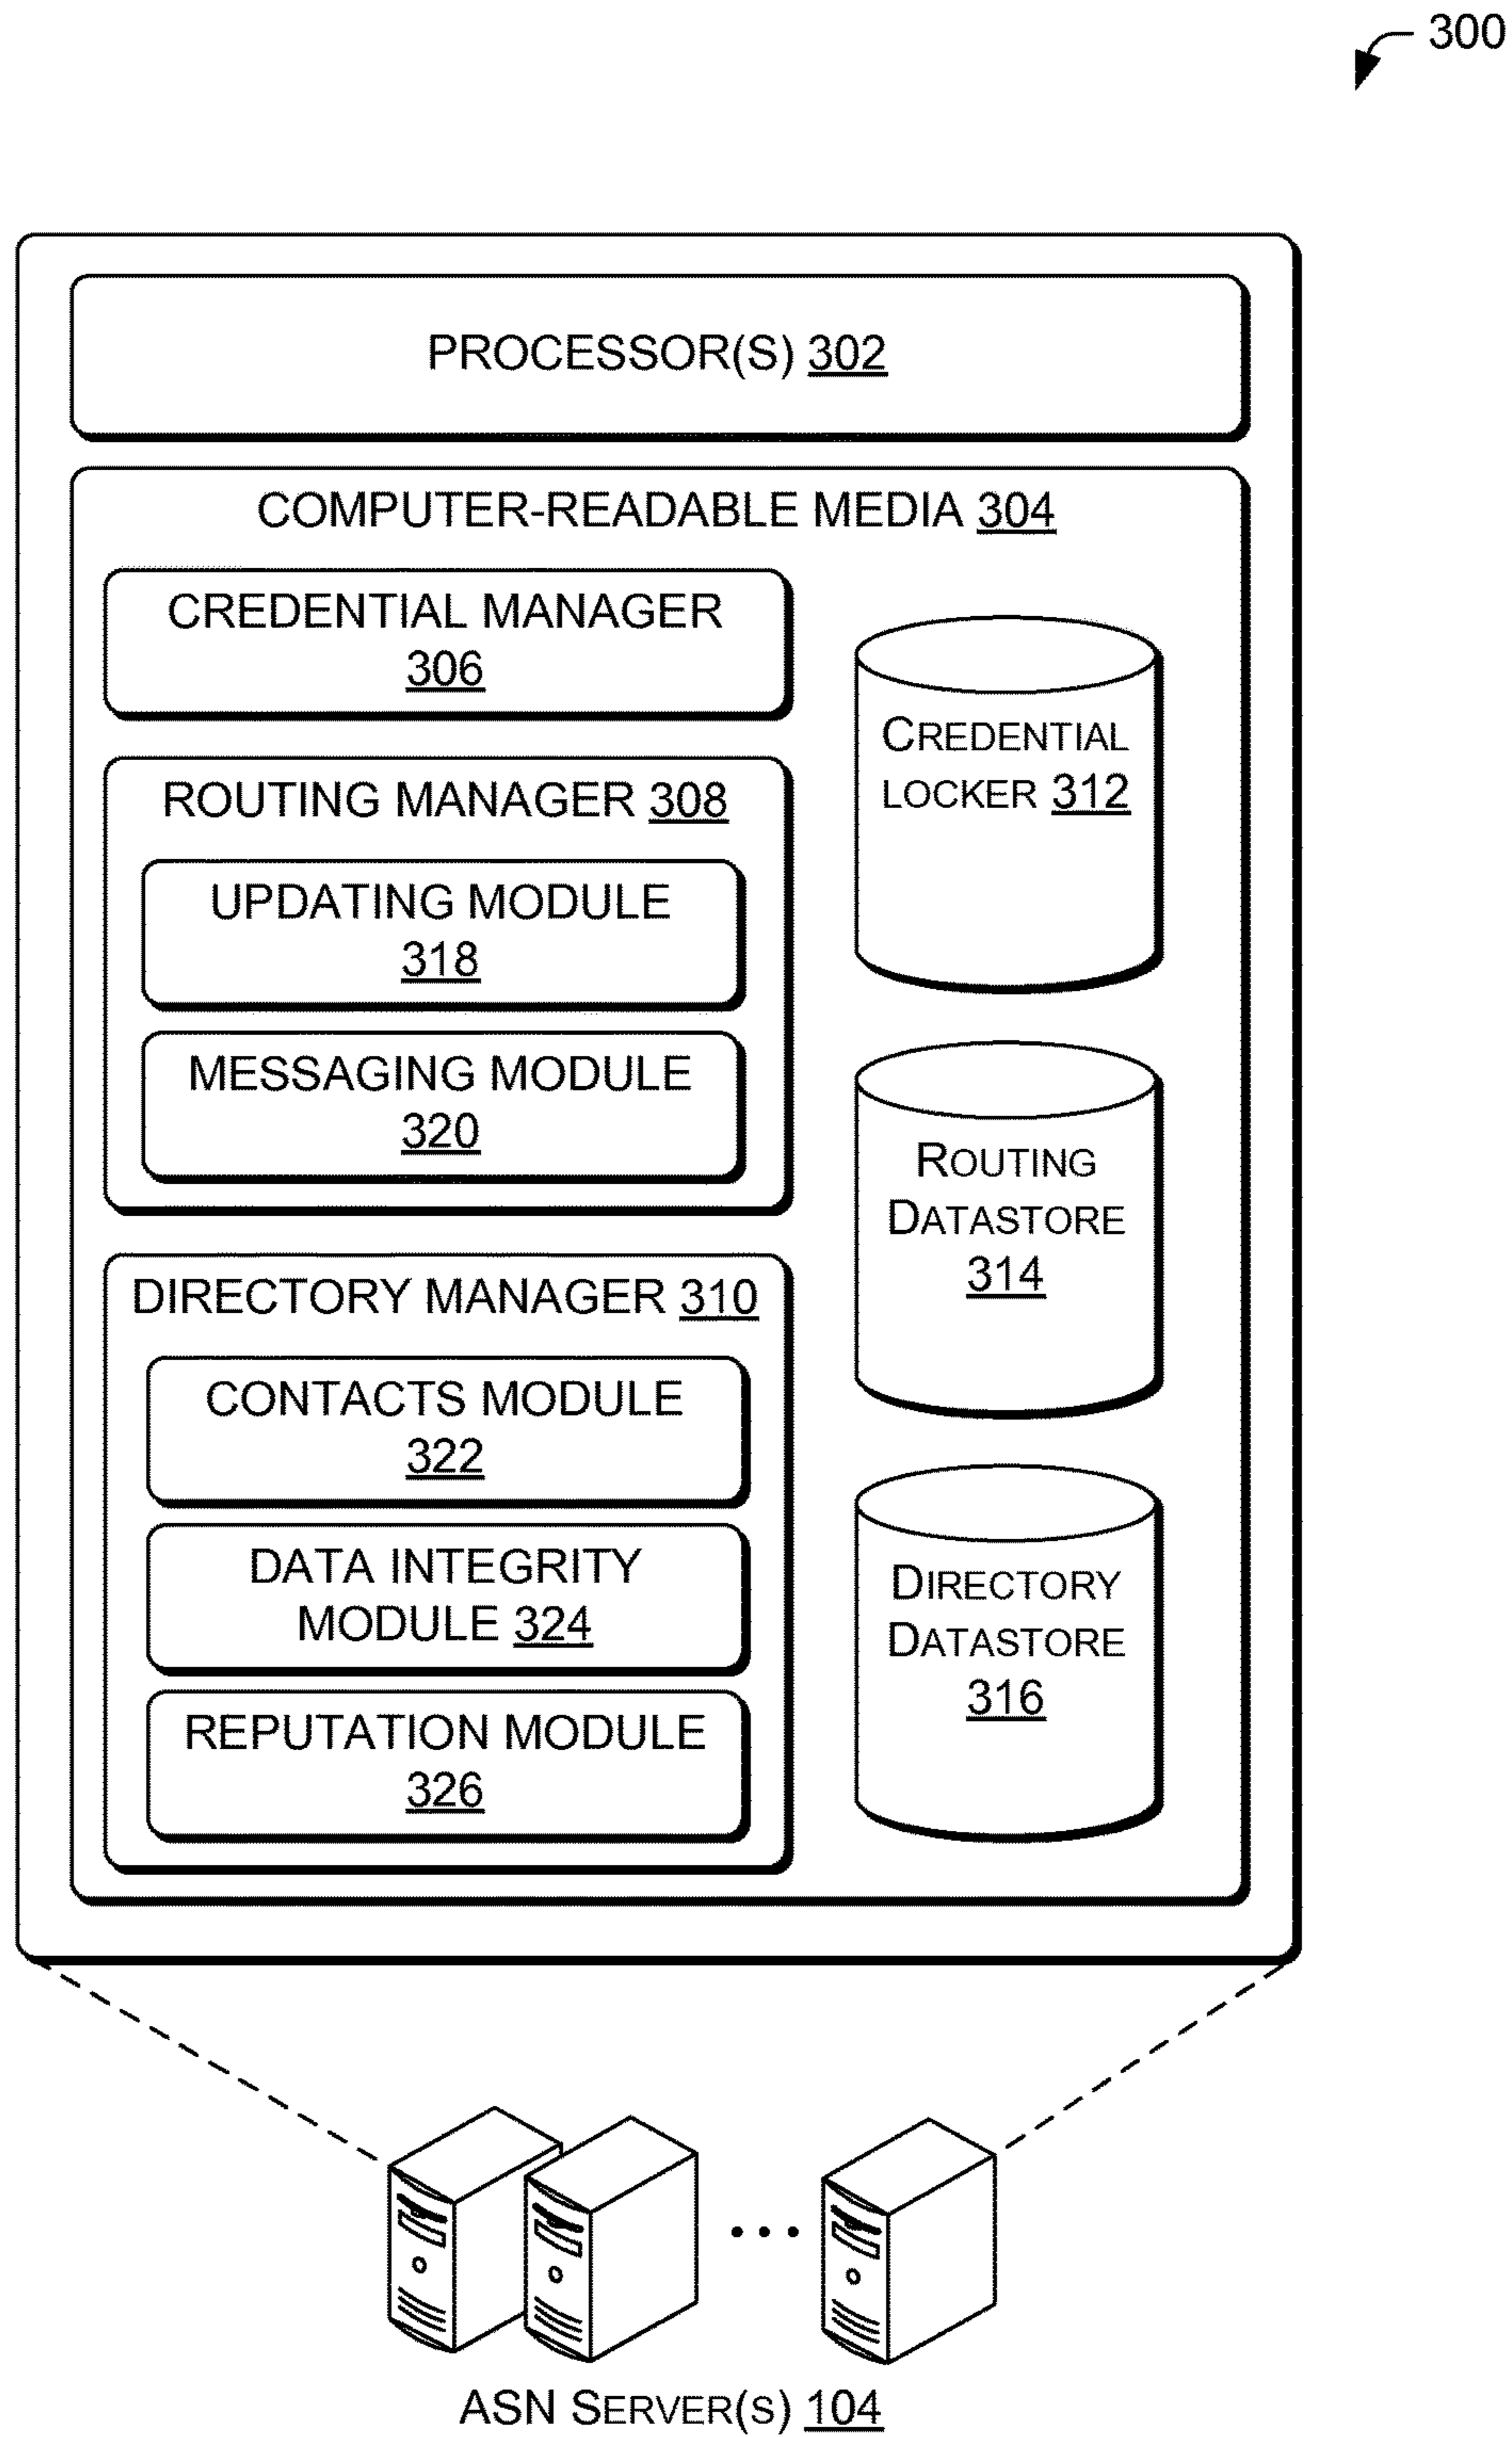 300
PROCESSOR(S) 302
COMPUTER-READABLE MEDIA 304
CREDENTIAL MANAGER
306
ROUTING MANAGER 308
UPDATING MODULE
318
MESSAGING MODULE
320
DIRECTORY MANAGER 310
CONTACTS MODULE
322
DATA INTEGRITY
MODULE 324
REPUTATION MODULE
326
CREDENTIAL
LOCKER 312
ROUTING
DATASTORE
314
DIRECTORY
DATASTORE
316
ASN SERVER(S) 104